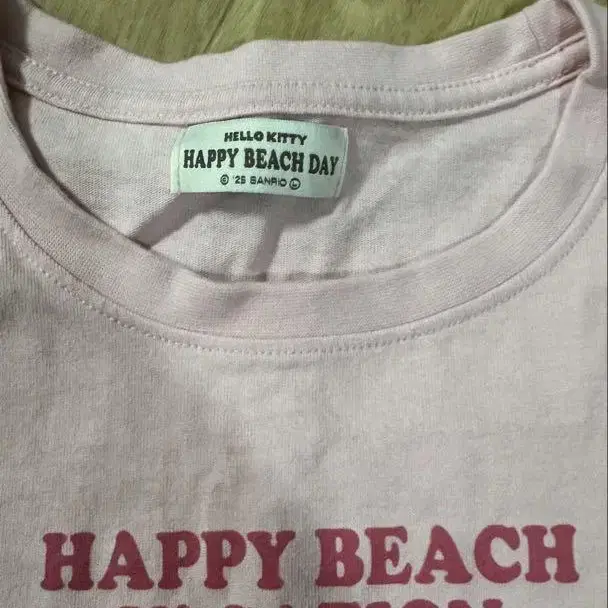 HELLO KITTY
HAPPY BEACH DAY
© '25 SANRIO Ⓛ
HAPPY BEACH